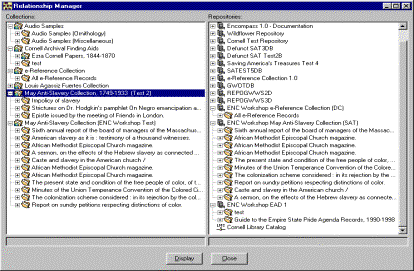 Relationship Manager
Collections:
Audio Samples
Audio Samples (Ornithology)
Audio Samples (Miscellaneous)
Cornell Archival Finding Aids
Ezra Cornell Papers, 1844-1870
test
e-Reference Collection
All e-Reference Records
Louis Agassiz Fuertes Collection
May Anti-Slavery Collection, 1749-1933 (Test 2)
Hipolicy of slavery
Strictures on Dr. Hodgkin's pamphlet On Negro emancipation a...
Epistle issued by the meeting of Friends in London.
May Anti-Slavery Collection (ENC Workshop Test)
Sixth annual report of the board of managers of the Massachus...
American slavery as it is : testimony of a thousand witnesses.
African Methodist Episcopal Church magazine.
A sermon, on the effects of the Hebrew slavery as connected...
Caste and slavery in the American church /
African Methodist Episcopal Church magazine.
African Methodist Episcopal Church magazine.
The present state and condition of the free people of color, of t...
Minutes of the Union Temperance Convention of the Colored C...
The colonization scheme considered : in its rejection by the co...
Report on sundry petitions respecting distinctions of color.
Repositories:
Encompass 1.0 - Documentation
Wildflower Repository
Cornell Test Repository
Defunct SAT3DB
Defunct SAT Test2B
Saving America's Treasures Test 4
SATEST5DB
e-Reference Collection 1.0
GWOTDB
REPOGWWS2D
REPOGWWS3D
ENC Workshop e-Reference Collection (DC)
All e-Reference Records
ENC Workshop May Anti-Slavery Collection (SAT)
Sixth annual report of the board of managers of the Massac...
African Methodist Episcopal Church magazine.
African Methodist Episcopal Church magazine.
The present state and condition of the free people of color,...
Minutes of the Union Temperance Convention of the Colore...
The colonization scheme considered : in its rejection by the...
Report on sundry petitions respecting distinctions of color.
Caste and slavery in the American church /
African Methodist Episcopal Church magazine.
A sermon, on the effects of the Hebrew slavery as connecte...
ENC Workshop EAD 1
test
Guide to the Empire State Pride Agenda Records, 1990-1998
Cornell Library Catalog
Display
Close